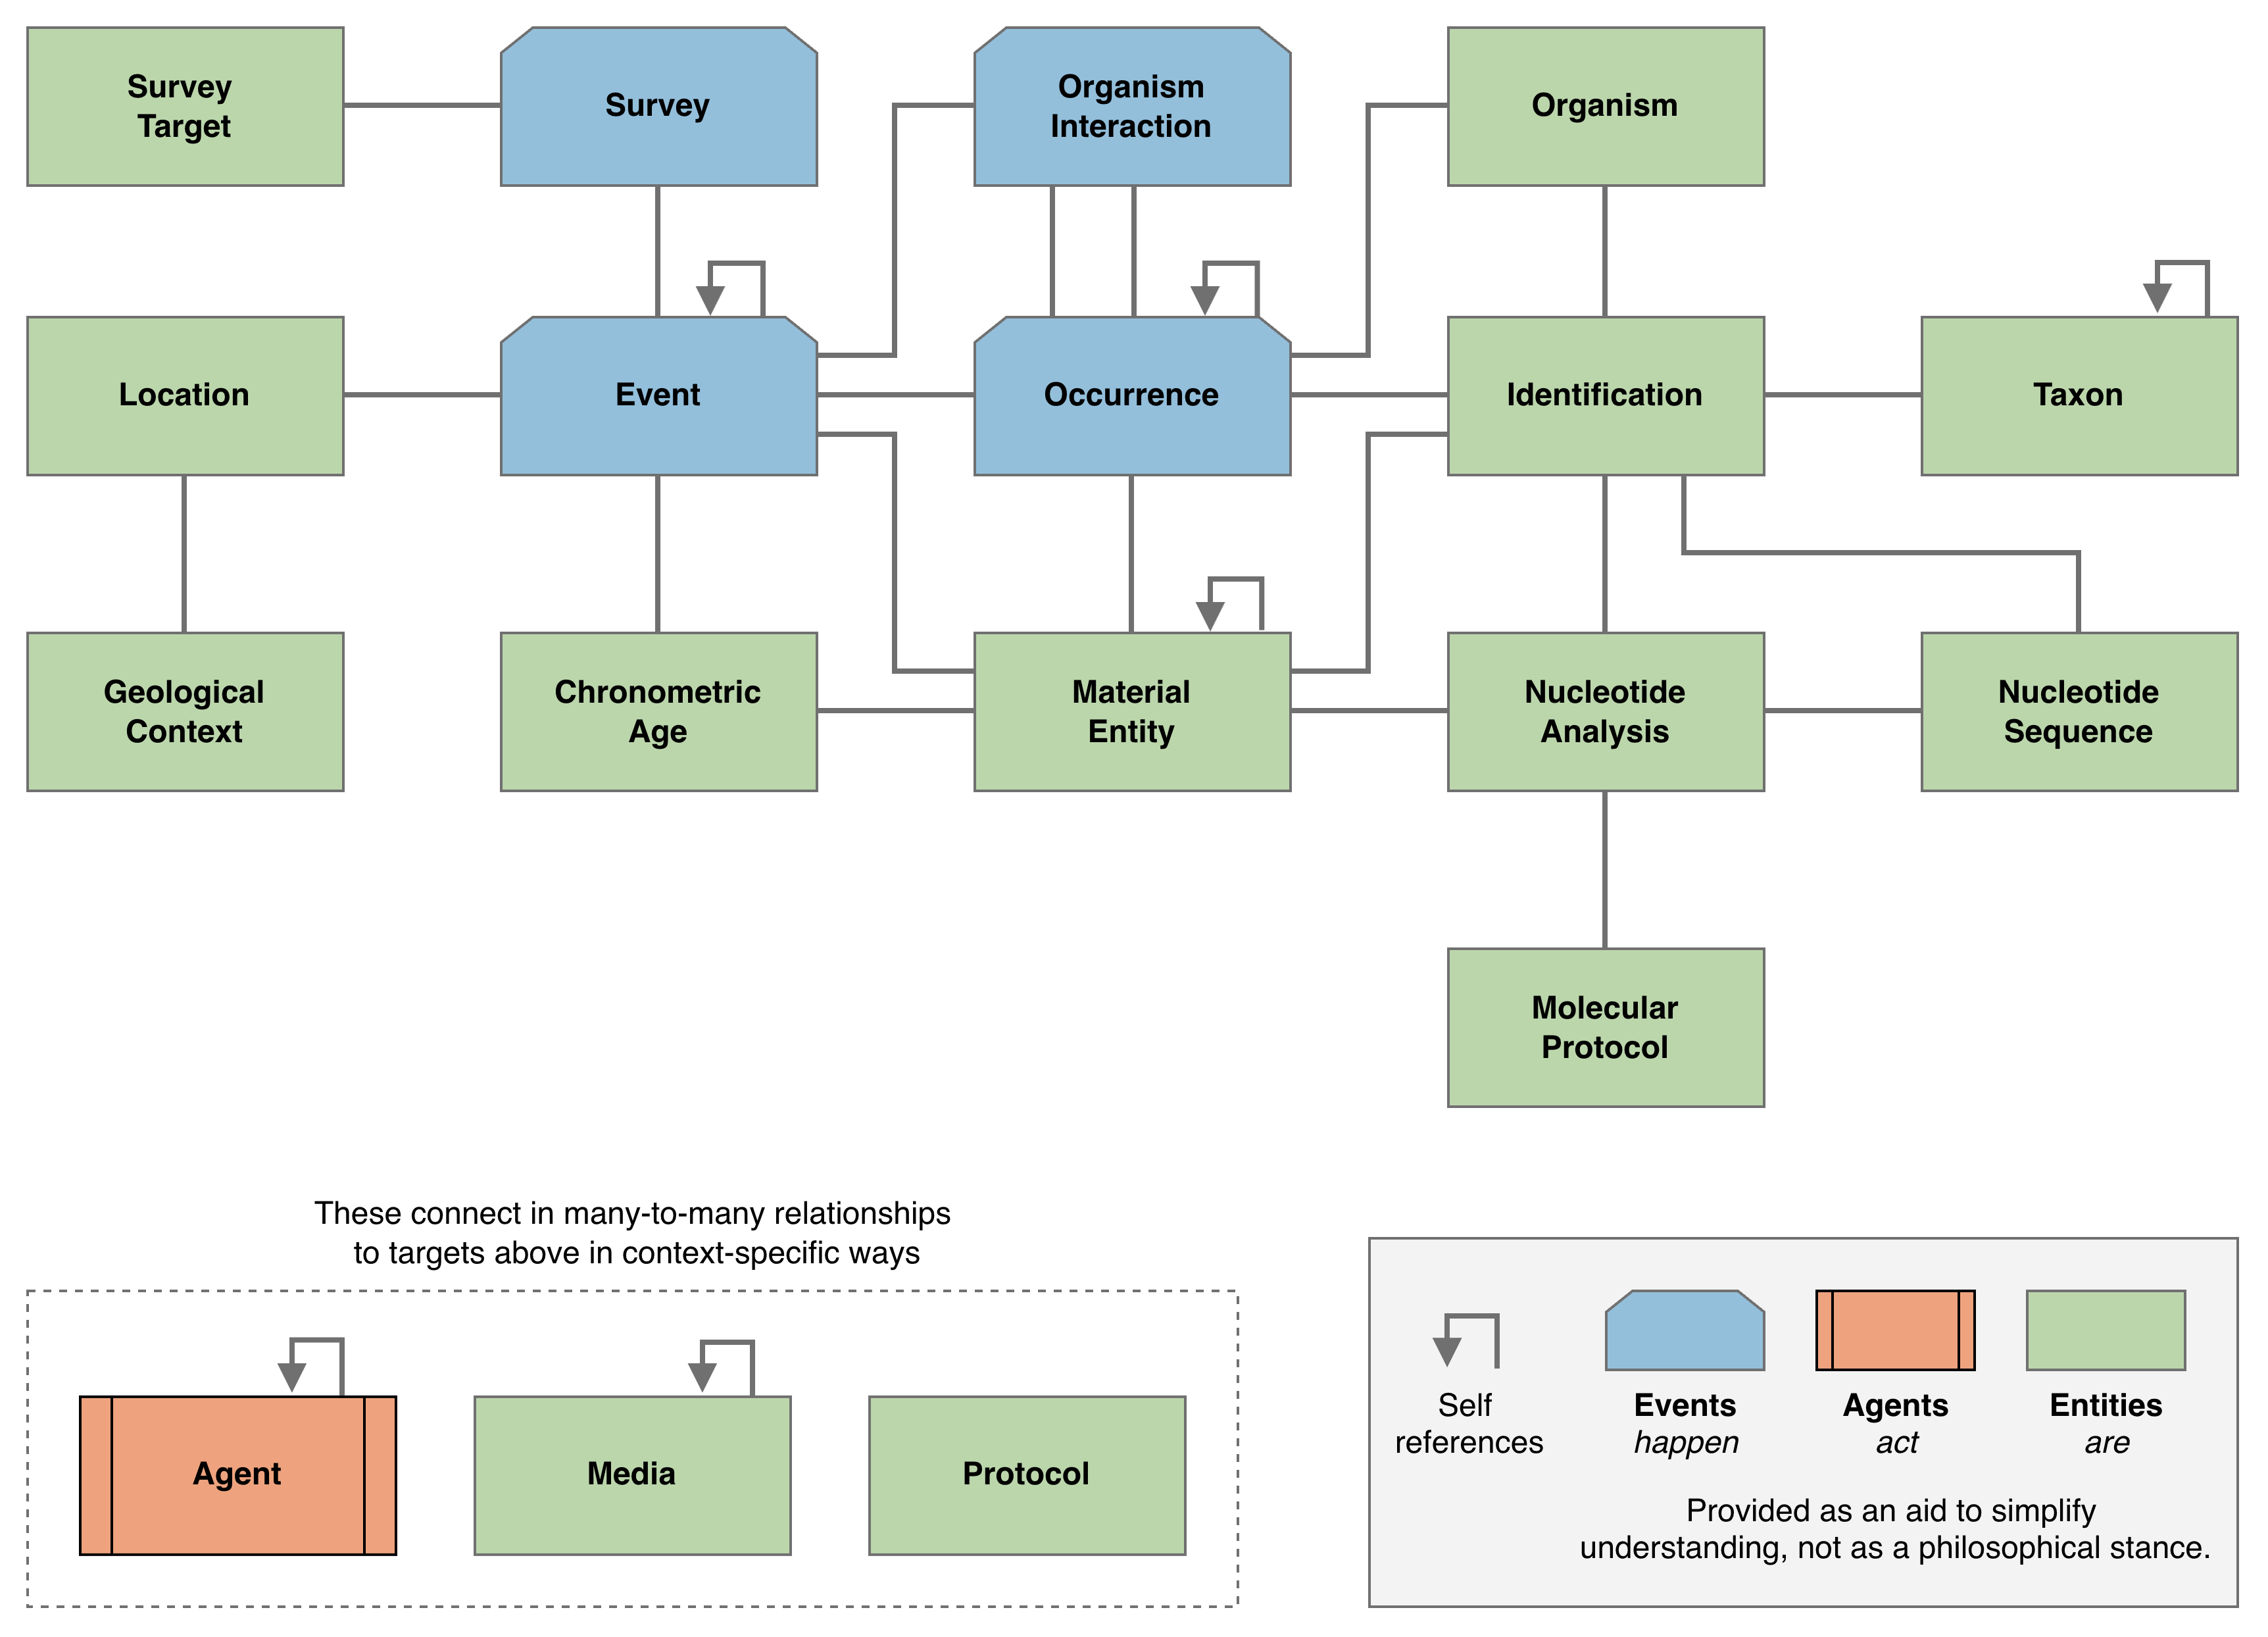 Survey
Target
Survey
Organism
Interaction
Organism
Location
Event
Occurrence
Identification
Taxon
Geological
Context
Chronometric
Age
Material
Entity
Nucleotide
Analysis
Nucleotide
Sequence
Molecular
Protocol
These connect in many-to-many relationships
to targets above in context-specific ways
Agent
Media
Protocol
Self
references
Events
happen
Agents
act
Entities
are
Provided as an aid to simplify
understanding, not as a philosophical stance.